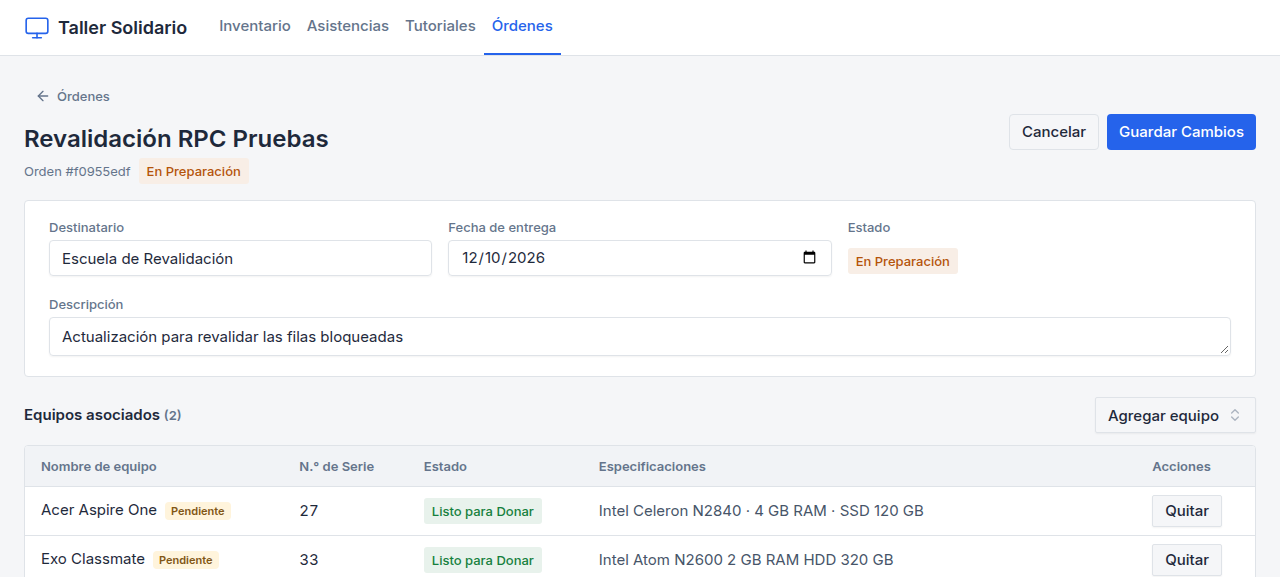 Taller Solidario Inventario Asistencias Tutoriales Órdenes
Órdenes
Revalidación RPC Pruebas
Cancelar Guardar Cambios
Orden #f0955edf En Preparación
Destinatario Fecha de entrega Estado
Escuela de Revalidación 12/10/2026 En Preparación
Descripción
Actualización para revalidar las filas bloqueadas
Equipos asociados (2) Agregar equipo
Nombre de equipo N.º de Serie Estado Especificaciones Acciones
Acer Aspire One Pendiente 27 Listo para Donar Intel Celeron N2840 · 4 GB RAM · SSD 120 GB Quitar
Exo Classmate Pendiente 33 Listo para Donar Intel Atom N2600 2 GB RAM HDD 320 GB Quitar